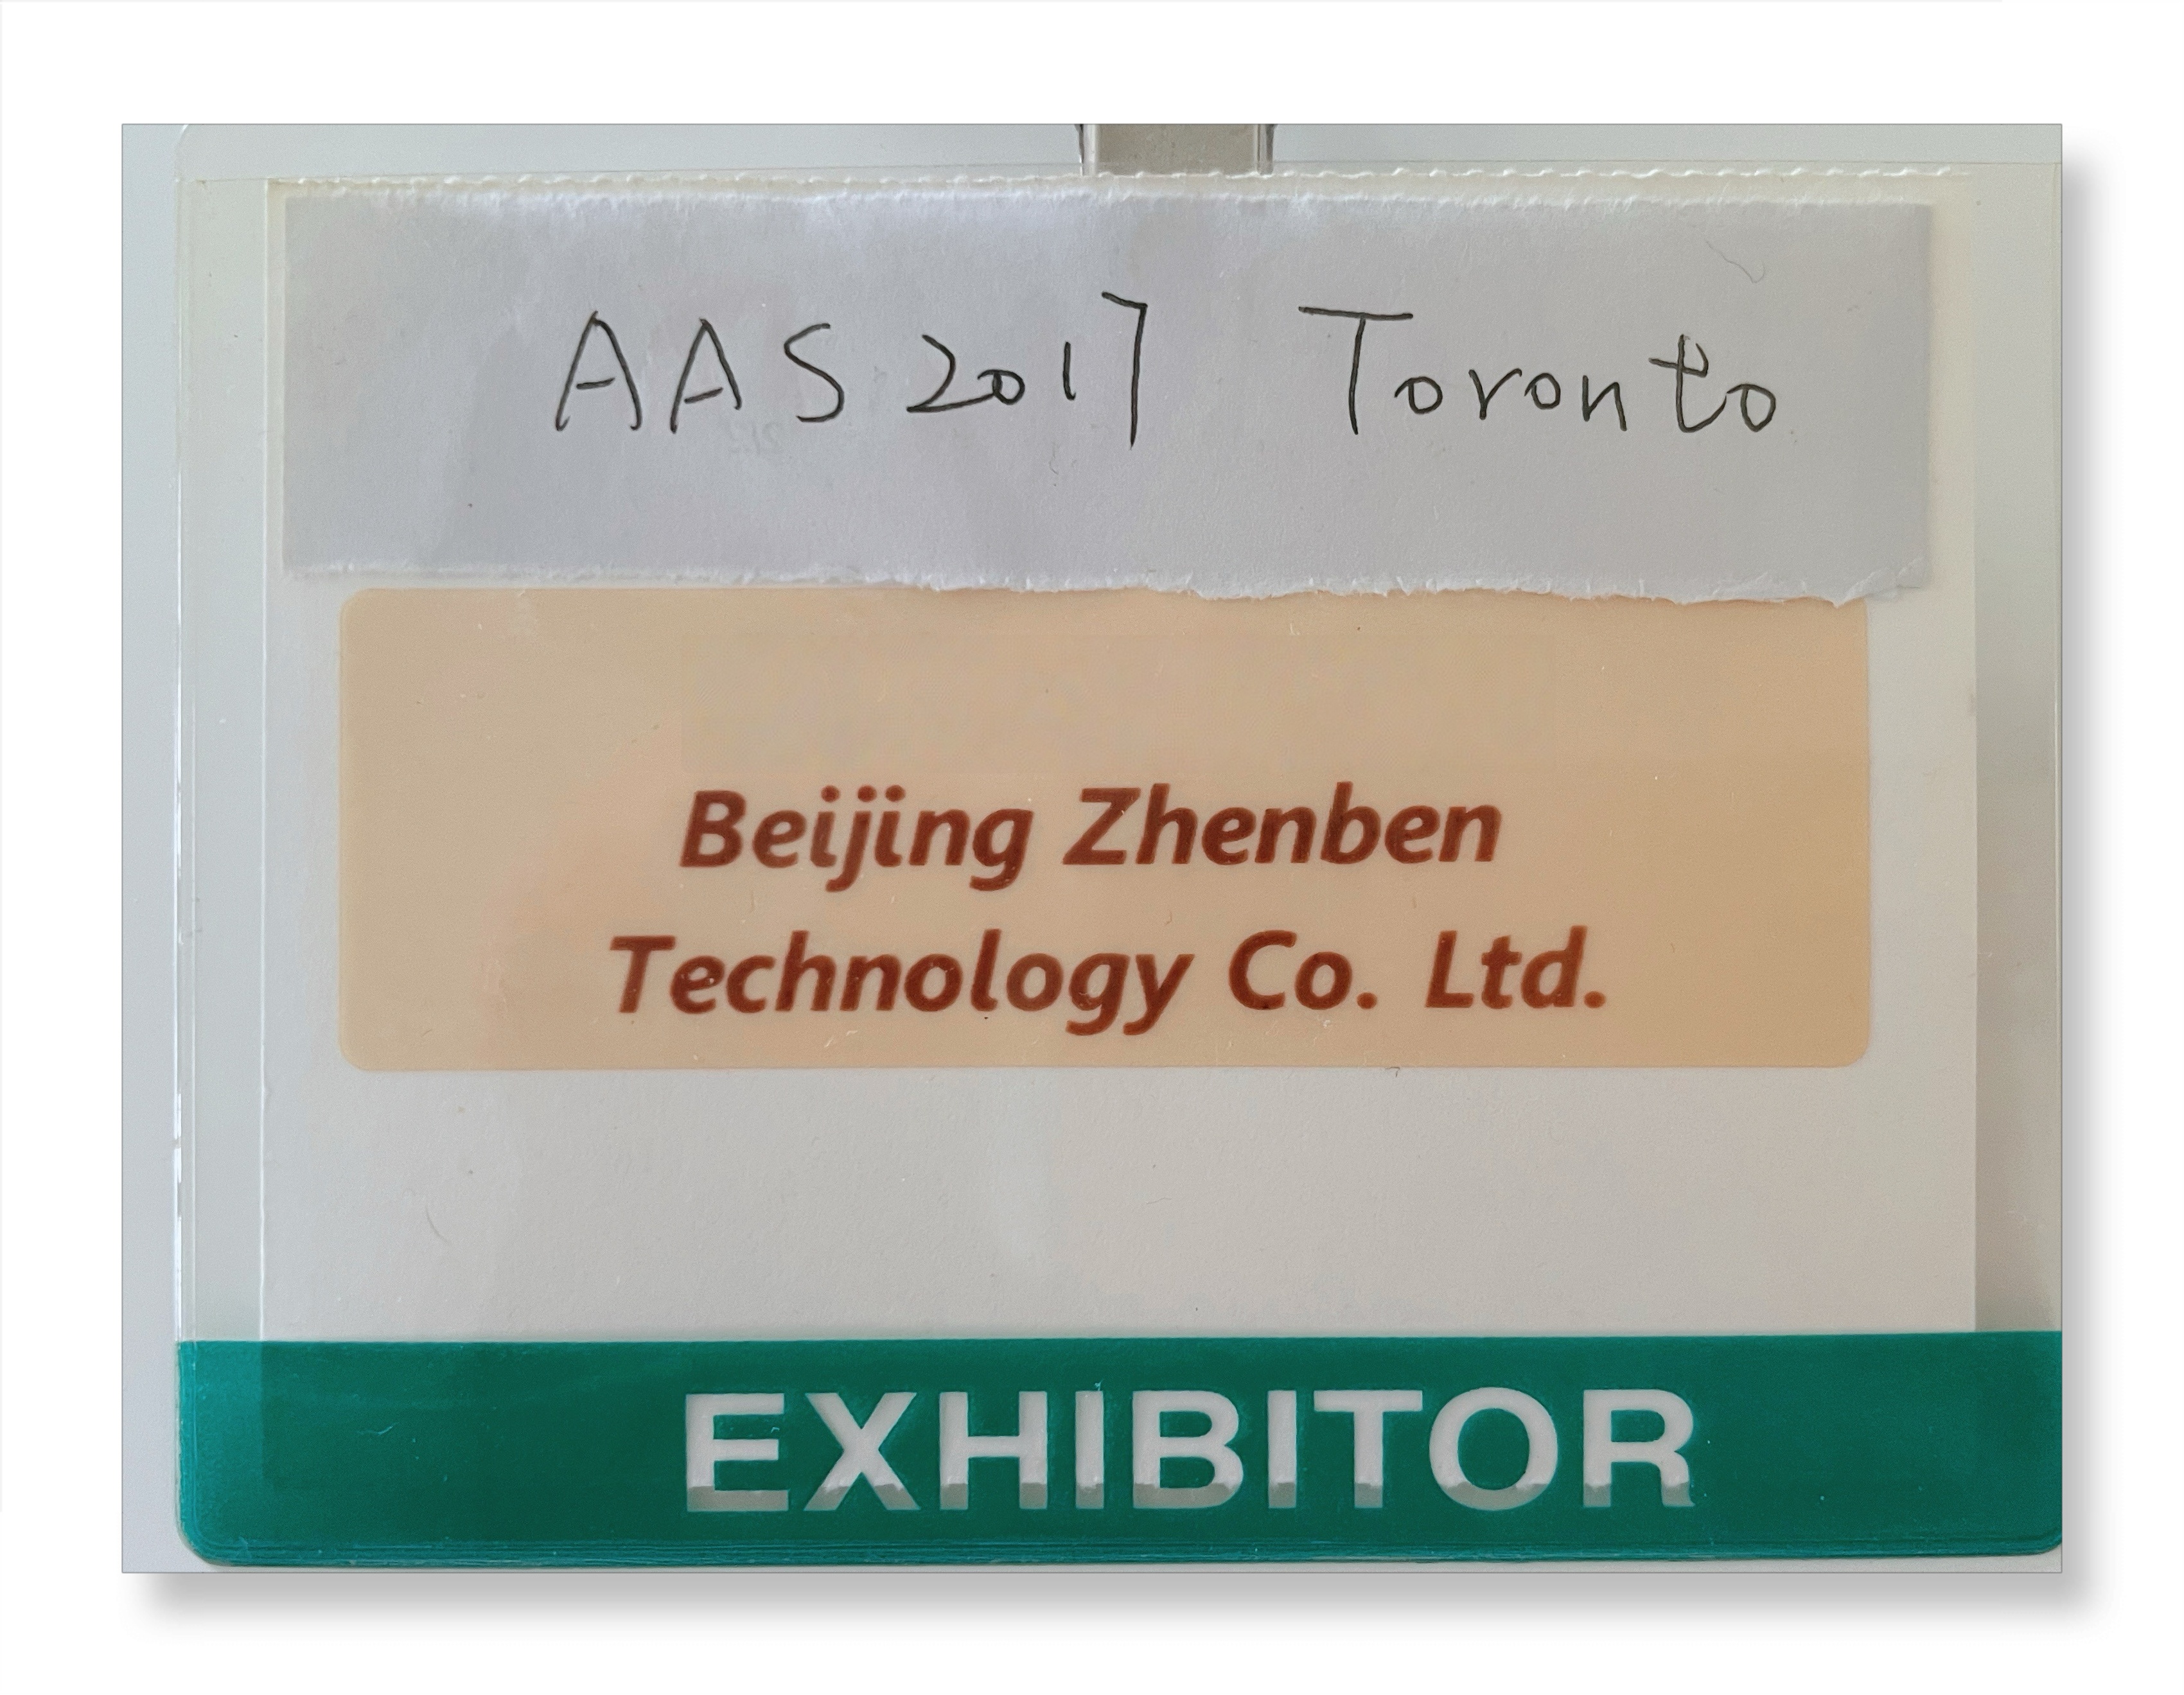 AAS 2017 Toronto
Beijing Zhenben
Technology Co. Ltd.
EXHIBITOR